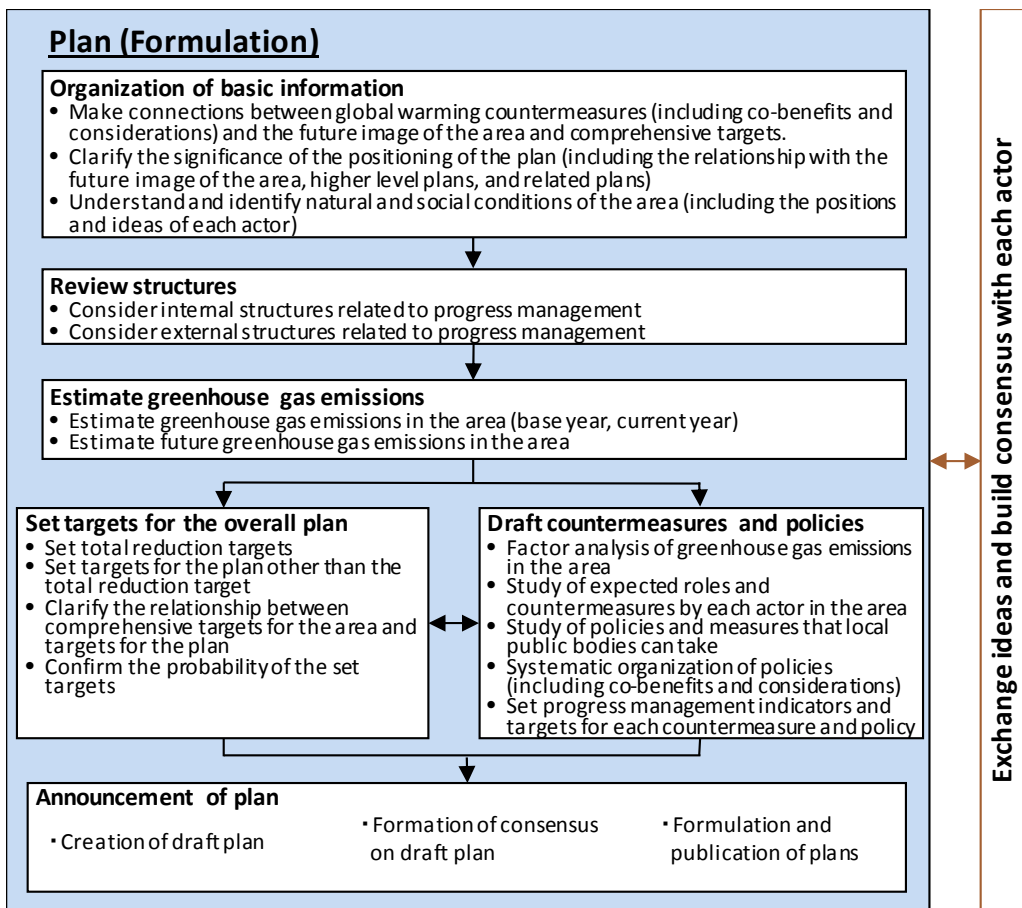 Plan (Formulation)
Organization of basic information
• Make connections between global warming countermeasures (including co-benefits and
considerations) and the future image of the area and comprehensive targets.
• Clarify the significance of the positioning of the plan (including the relationship with the
future image of the area, higher level plans, and related plans)
• Understand and identify natural and social conditions of the area (including the positions
and ideas of each actor)
Review structures
• Consider internal structures related to progress management
• Consider external structures related to progress management
Estimate greenhouse gas emissions
• Estimate greenhouse gas emissions in the area (base year, current year)
• Estimate future greenhouse gas emissions in the area
Set targets for the overall plan
• Set total reduction targets
• Set targets for the plan other than the
total reduction target
• Clarify the relationship between
comprehensive targets for the area and
targets for the plan
• Confirm the probability of the set
targets
Draft countermeasures and policies
• Factor analysis of greenhouse gas emissions
in the area
• Study of expected roles and
countermeasures by each actor in the area
• Study of policies and measures that local
public bodies can take
• Systematic organization of policies
(including co-benefits and considerations)
• Set progress management indicators and
targets for each countermeasure and policy
Announcement of plan
・Creation of draft plan
・Formation of consensus
on draft plan
・Formulation and
publication of plans
Exchange ideas and build consensus with each actor